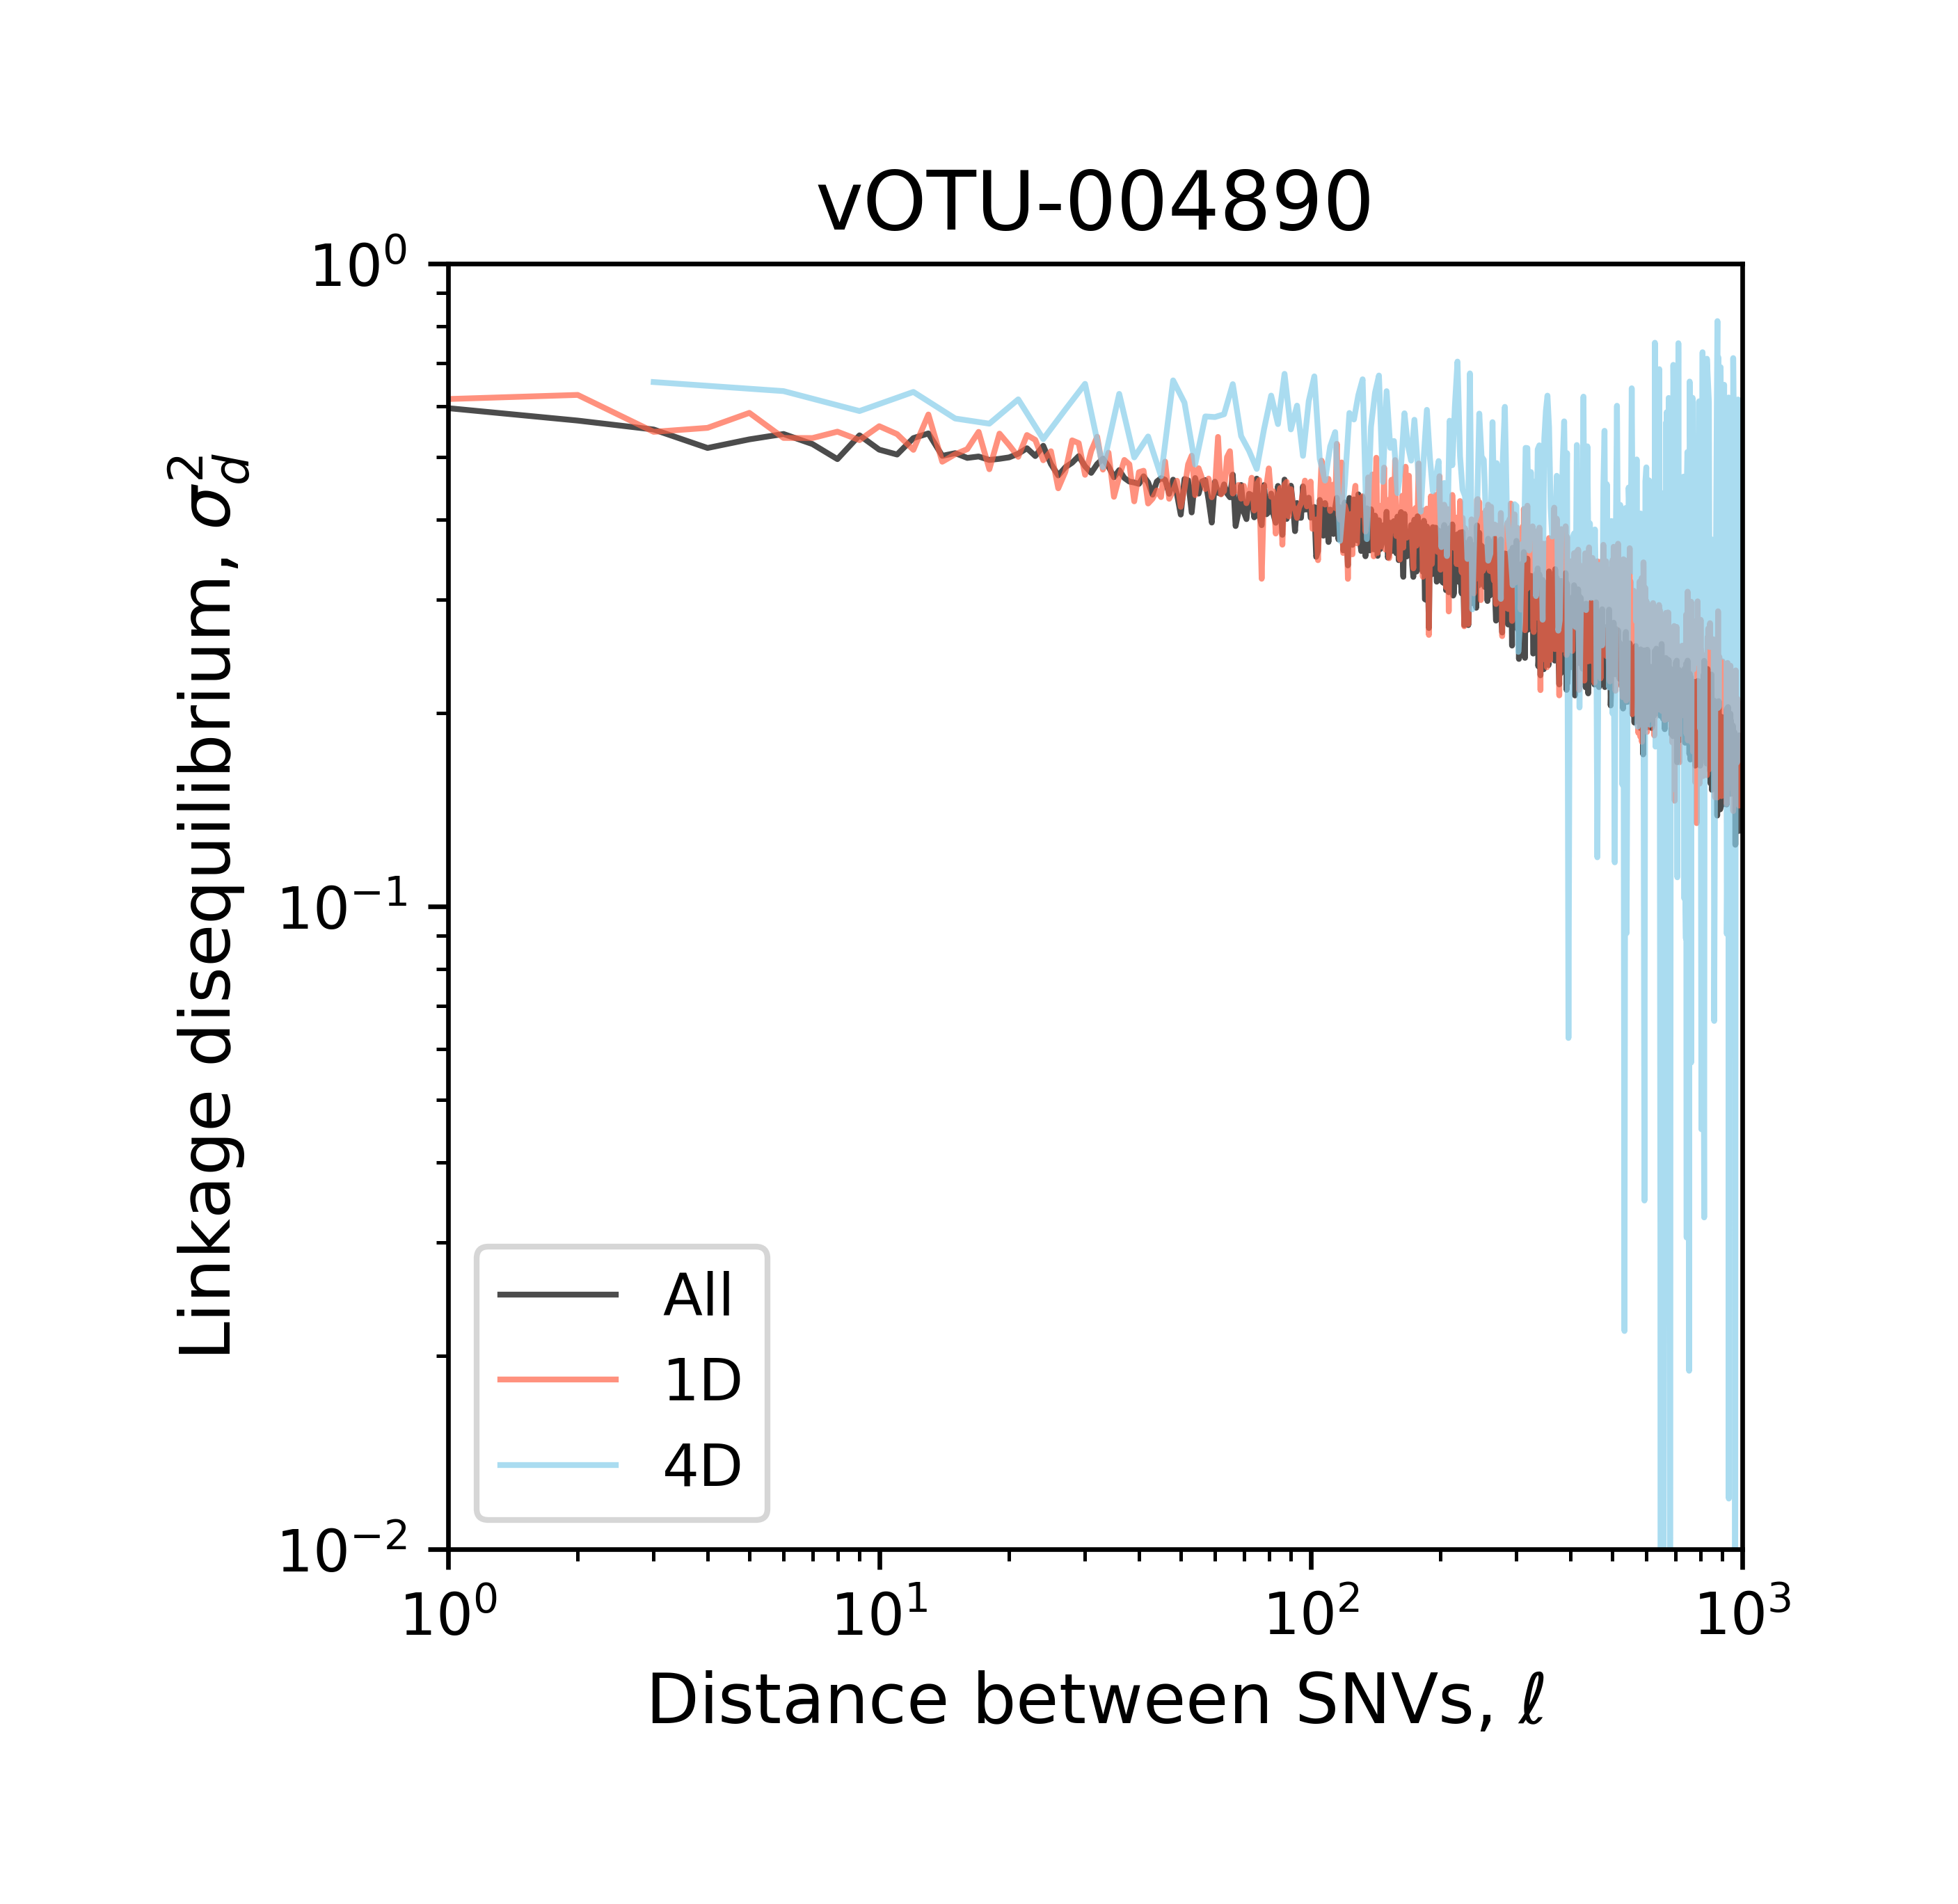 vOTU-004890
10⁰
10⁻¹
10⁻²
Linkage disequilibrium, σ²_d
All
1D
4D
10⁰ 10¹ 10² 10³
Distance between SNVs, ℓ